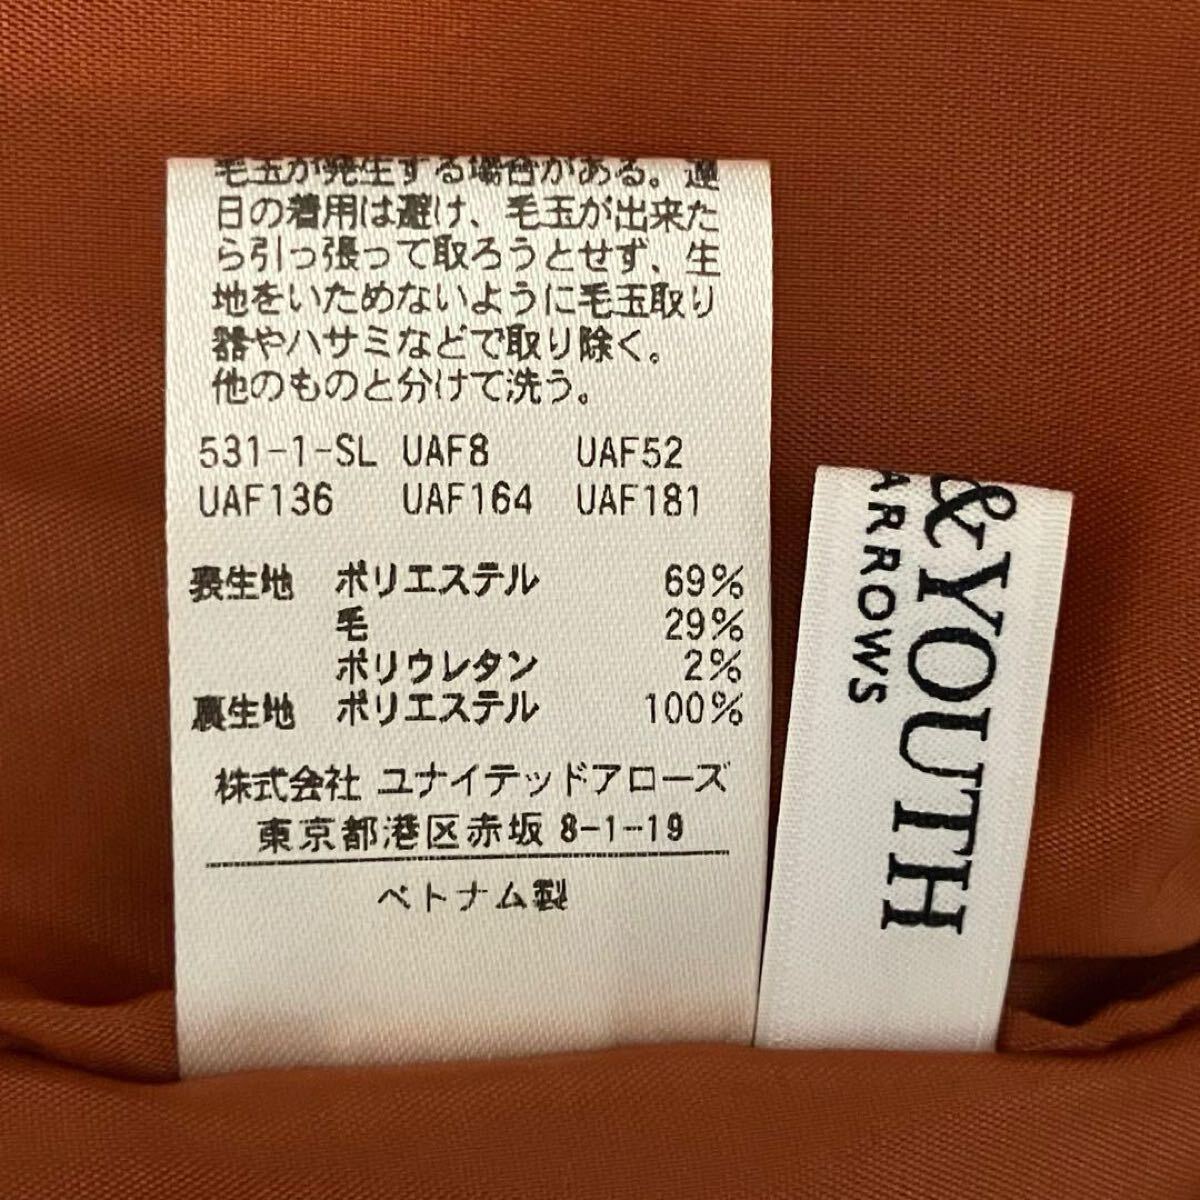 毛玉が発生する場合がある。連
日の着用は避け、毛玉が出来た
ら引っ張って取ろうとせず、生
地をいためないように毛玉取り
器やハサミなどで取り除く。
他のものと分けて洗う。
531-1-SL UAF8 UAF52
UAF136 UAF164 UAF181
表生地 ポリエステル 69%
毛 29%
ポリウレタン 2%
裏生地 ポリエステル 100%
株式会社 ユナイテッドアローズ
東京都港区赤坂 8-1-19
ベトナム製
&YOUTH
ARROWS